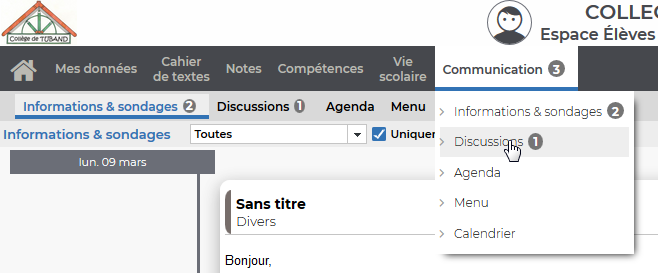 Collège de TUBAND
COLLEG
Espace Élèves
Mes données
Cahier
de textes
Notes
Compétences
Vie
scolaire
Communication 3
Informations & sondages 2
Discussions 1
Agenda
Menu
Informations & sondages
Toutes
Uniquem
Informations & sondages 2
Discussions 1
Agenda
Menu
Calendrier
lun. 09 mars
Sans titre
Divers
Bonjour,